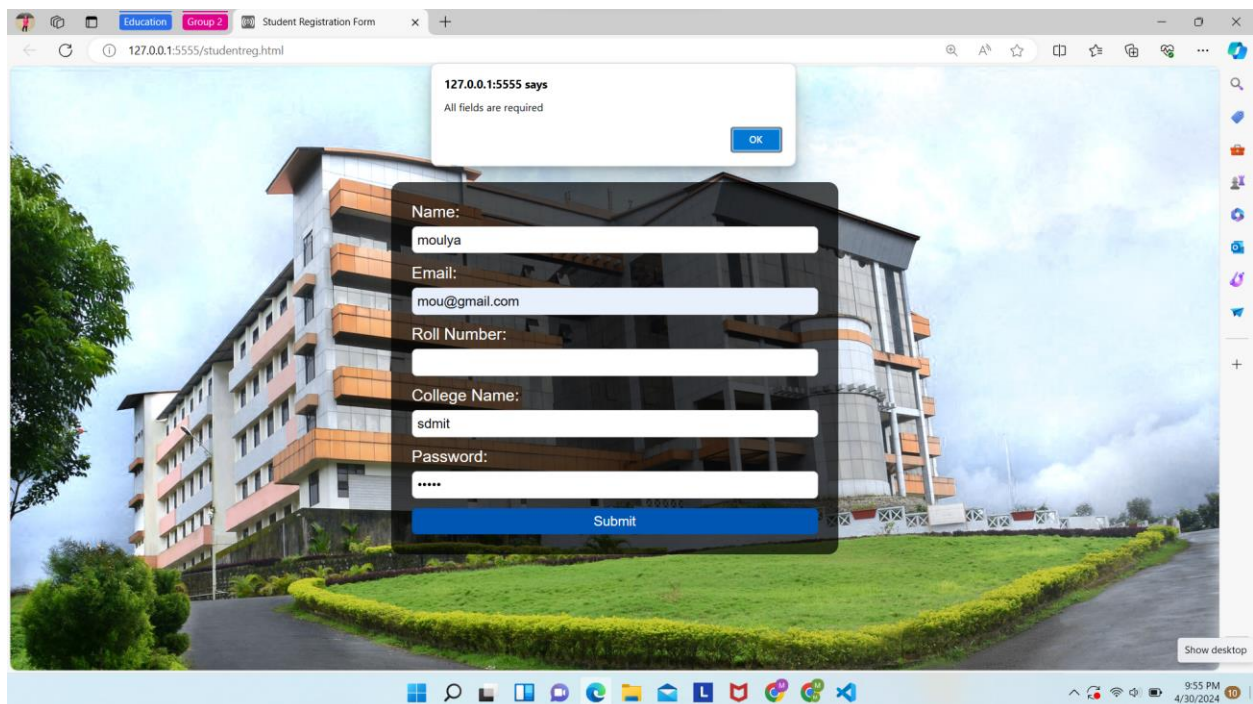 Education
Group 2
Student Registration Form
127.0.0.1:5555/studentreg.html
127.0.0.1:5555 says
All fields are required
OK
Name:
moulya
Email:
mou@gmail.com
Roll Number:
College Name:
sdmit
Password:
•••••
Submit
Show desktop
9:55 PM
4/30/2024
10